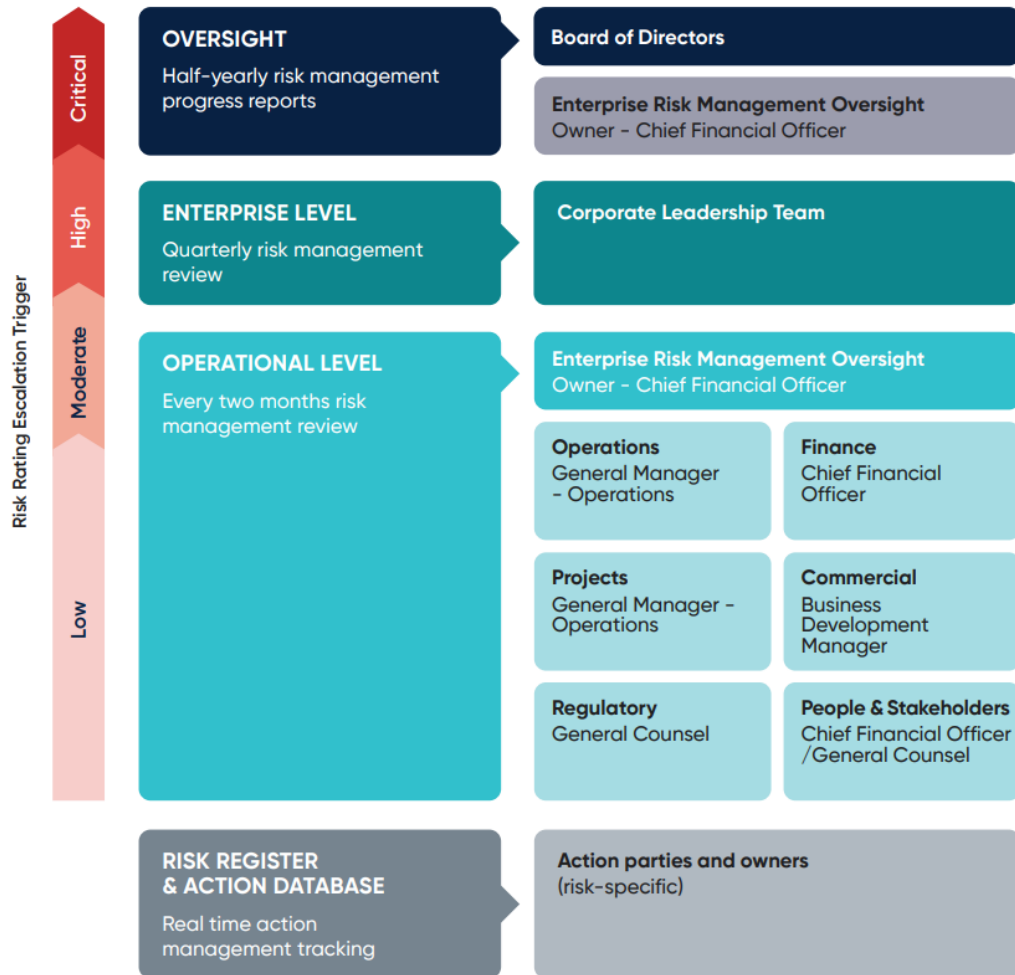 Risk Rating Escalation Trigger
Critical
High
Moderate
Low
OVERSIGHT
Half-yearly risk management
progress reports
Board of Directors
Enterprise Risk Management Oversight
Owner - Chief Financial Officer
ENTERPRISE LEVEL
Quarterly risk management
review
Corporate Leadership Team
OPERATIONAL LEVEL
Every two months risk
management review
Enterprise Risk Management Oversight
Owner - Chief Financial Officer
Operations
General Manager
- Operations
Finance
Chief Financial
Officer
Projects
General Manager -
Operations
Commercial
Business
Development
Manager
Regulatory
General Counsel
People & Stakeholders
Chief Financial Officer
/General Counsel
RISK REGISTER
& ACTION DATABASE
Real time action
management tracking
Action parties and owners
(risk-specific)